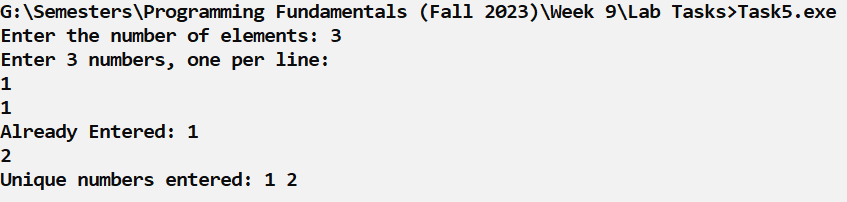 G:\Semesters\Programming Fundamentals (Fall 2023)\Week 9\Lab Tasks>Task5.exe
Enter the number of elements: 3
Enter 3 numbers, one per line:
1
1
Already Entered: 1
2
Unique numbers entered: 1 2